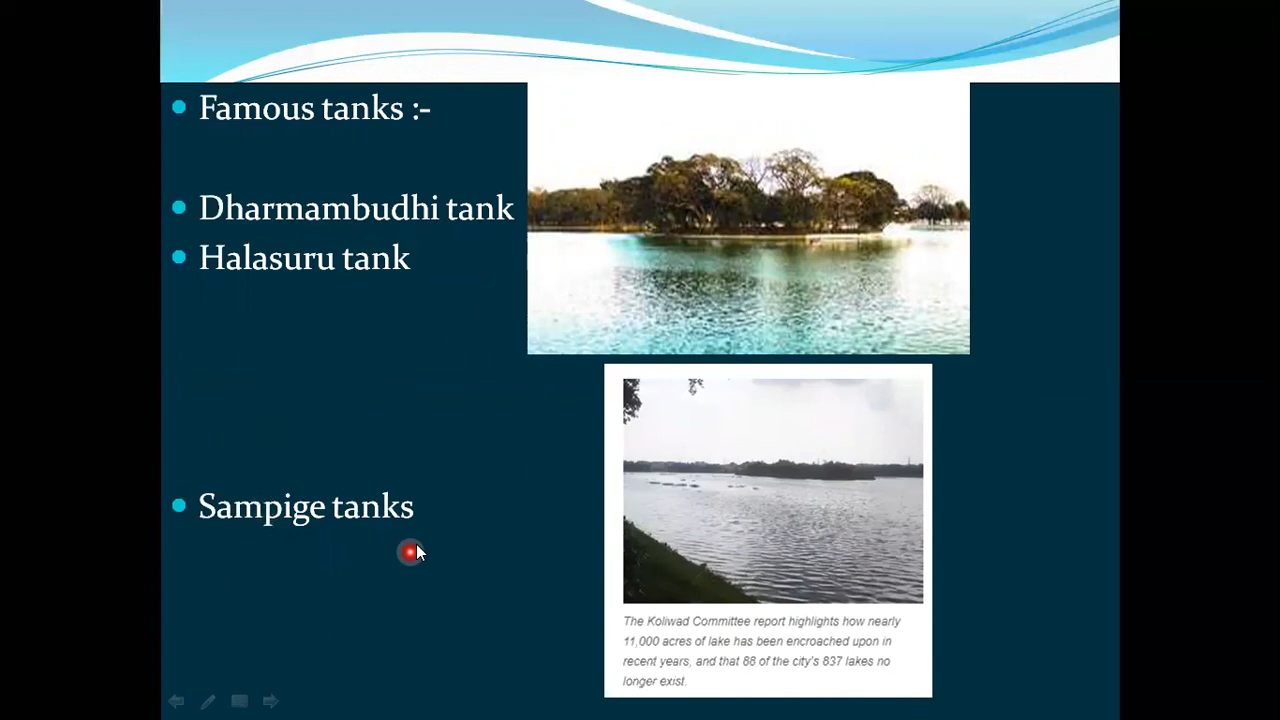 Famous tanks :-
Dharmambudhi tank
Halasuru tank
Sampige tanks
The Koliwad Committee report highlights how nearly
11,000 acres of lake has been encroached upon in
recent years, and that 88 of the city's 837 lakes no
longer exist.